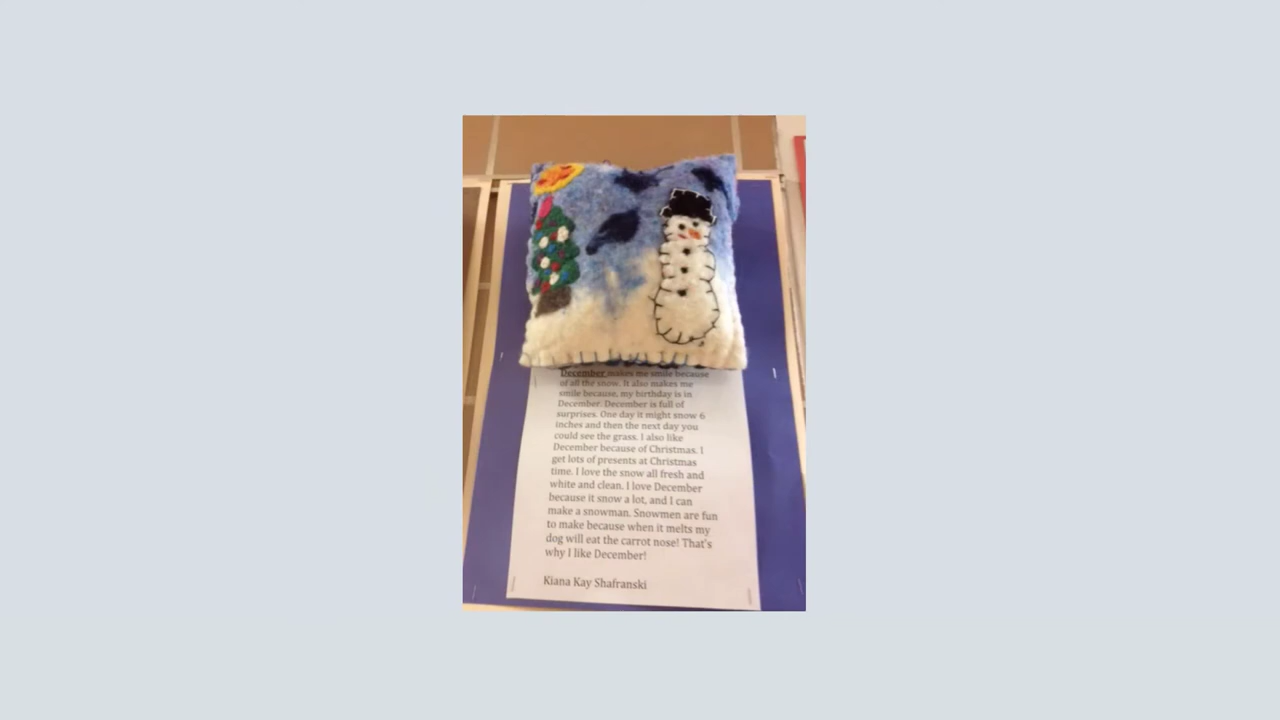 December makes me smile because
of all the snow. It also makes me
smile because, my birthday is in
December. December is full of
surprises. One day it might snow 6
inches and then the next day you
could see the grass. I also like
December because of Christmas. I
get lots of presents at Christmas
time. I love the snow all fresh and
white and clean. I love December
because it snow a lot, and I can
make a snowman. Snowmen are fun
to make because when it melts my
dog will eat the carrot nose! That's
why I like December!
Kiana Kay Shafranski